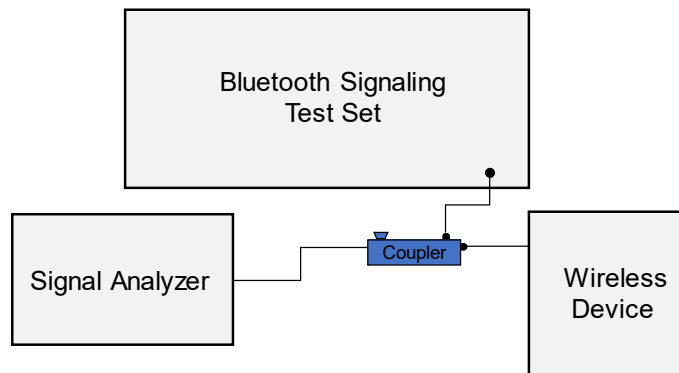 Bluetooth Signaling
Test Set
Signal Analyzer
Coupler
Wireless
Device